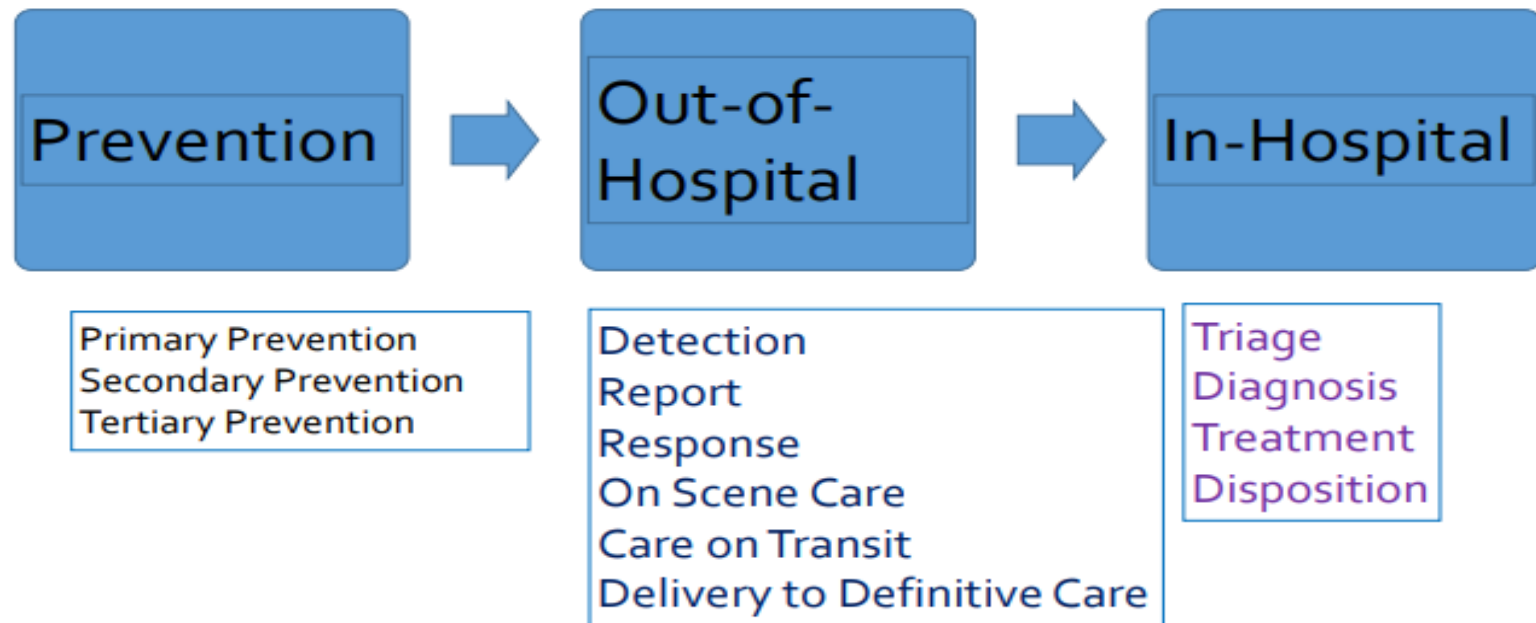 Prevention
Out-of-
Hospital
In-Hospital
Primary Prevention
Secondary Prevention
Tertiary Prevention
Detection
Report
Response
On Scene Care
Care on Transit
Delivery to Definitive Care
Triage
Diagnosis
Treatment
Disposition